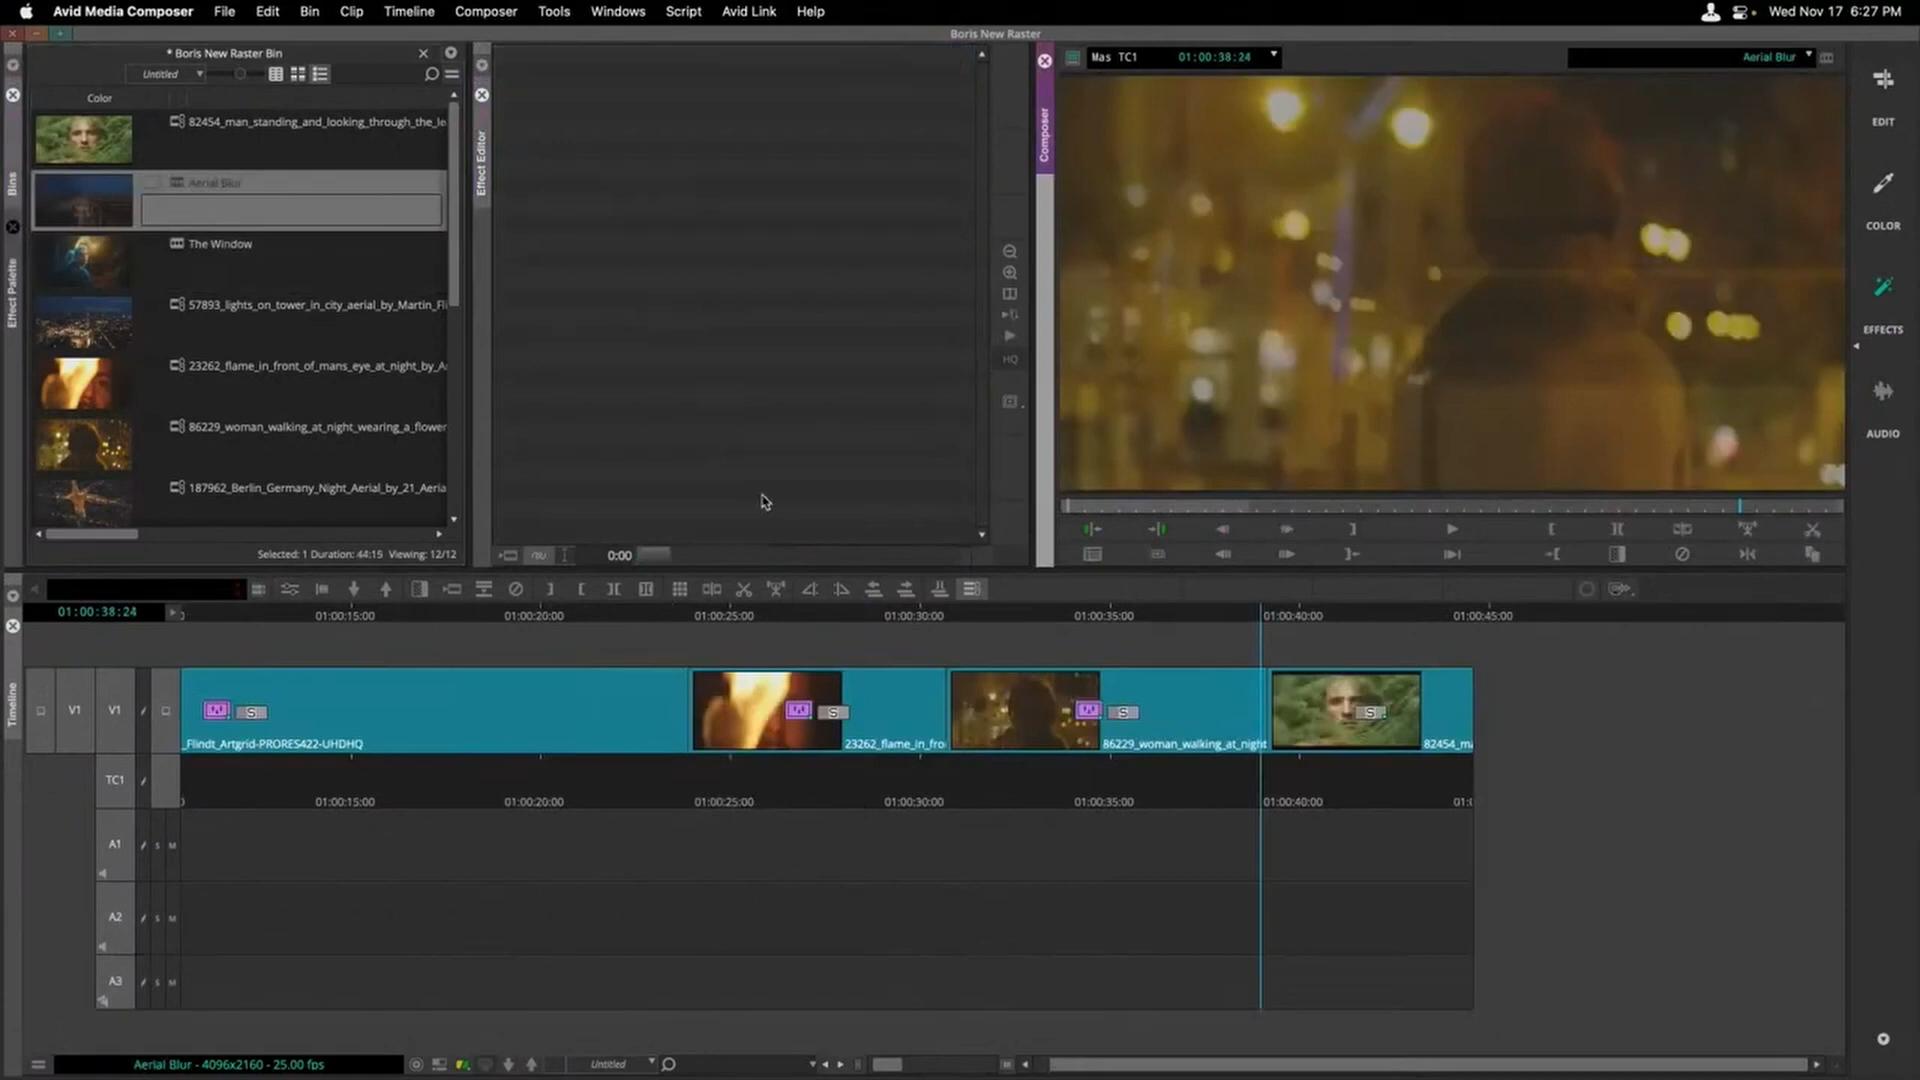 Avid Media Composer File Edit Bin Clip Timeline Composer Tools Windows Script Avid Link Help
Wed Nov 17 6:27 PM
Boris New Raster
* Boris New Raster Bin
Untitled
Color
82454_man_standing_and_looking_through_the_le
Aerial Blur
The Window
57893_lights_on_tower_in_city_aerial_by_Martin_Fli
23262_flame_in_front_of_mans_eye_at_night_by_A
86229_woman_walking_at_night_wearing_a_flower
187962_Berlin_Germany_Night_Aerial_by_21_Aeria
Selected: 1 Duration: 44:15 Viewing: 12/12
Bins
Effect Palette
Effect Editor
HQ
0:00
Composer
Mas TC1 01:00:38:24
Aerial Blur
EDIT
COLOR
EFFECTS
AUDIO
Timeline
01:00:38:24
01:00:15:00 01:00:20:00 01:00:25:00 01:00:30:00 01:00:35:00 01:00:40:00 01:00:45:00
V1 V1
S S S S
_Flindt_Artgrid-PRORES422-UHDHQ 23262_flame_in_fro 86229_woman_walking_at_night 82454_ma
TC1
01:00:15:00 01:00:20:00 01:00:25:00 01:00:30:00 01:00:35:00 01:00:40:00 01:0
A1 S M
A2 S M
A3 S M
Aerial Blur - 4096x2160 - 25.00 fps
Untitled